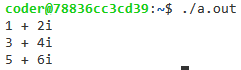 coder@78836cc3cd39:~$ ./a.out
1 + 2i
3 + 4i
5 + 6i